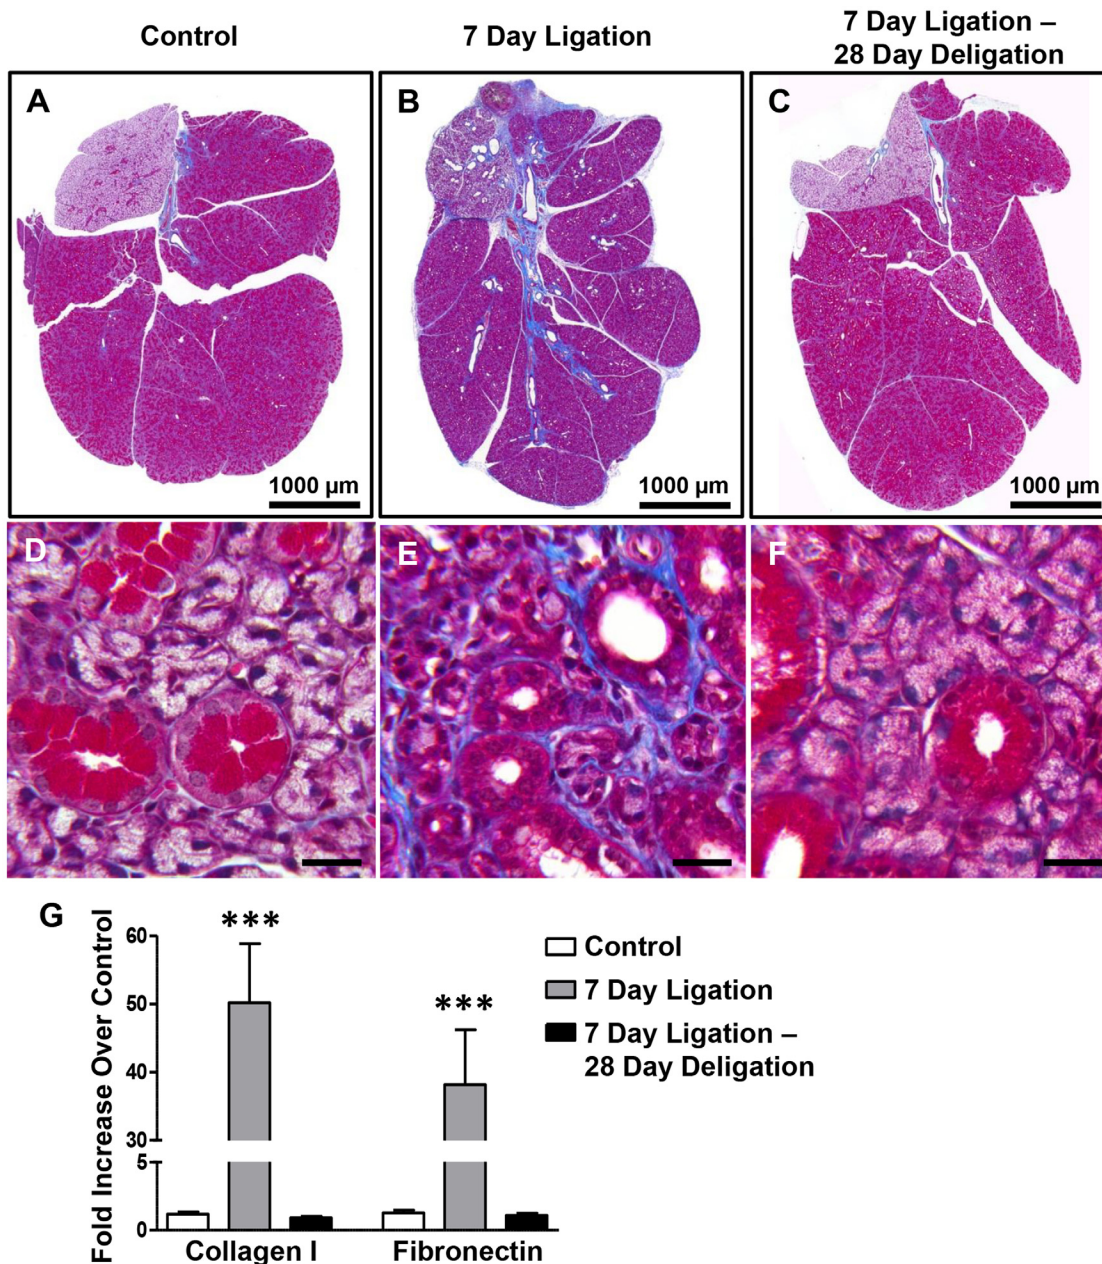 Control
7 Day Ligation
7 Day Ligation –
28 Day Deligation
A
B
C
1000 µm
1000 µm
1000 µm
D
E
F
G
Fold Increase Over Control
60
50
40
30
5
0
***
***
Collagen I
Fibronectin
Control
7 Day Ligation
7 Day Ligation –
28 Day Deligation